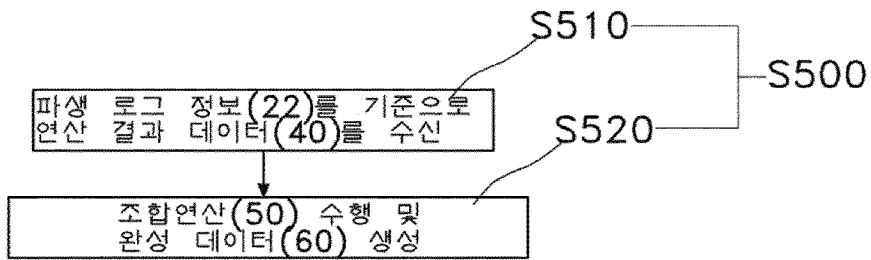 S510
S500
파생 로그 정보(22)를 기준으로
연산 결과 데이터(40)를 수신
S520
조합연산(50) 수행 및
완성 데이터(60) 생성